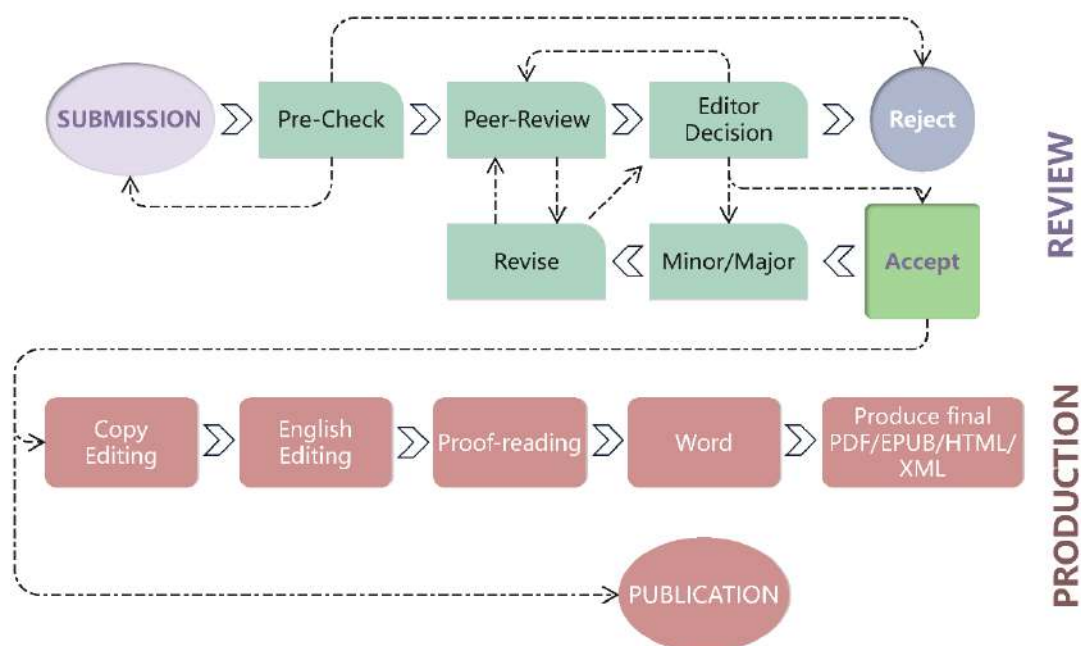 SUBMISSION
Pre-Check
Peer-Review
Editor
Decision
Reject
REVIEW
Revise
Minor/Major
Accept
Copy
Editing
English
Editing
Proof-reading
Word
Produce final
PDF/EPUB/HTML/
XML
PRODUCTION
PUBLICATION